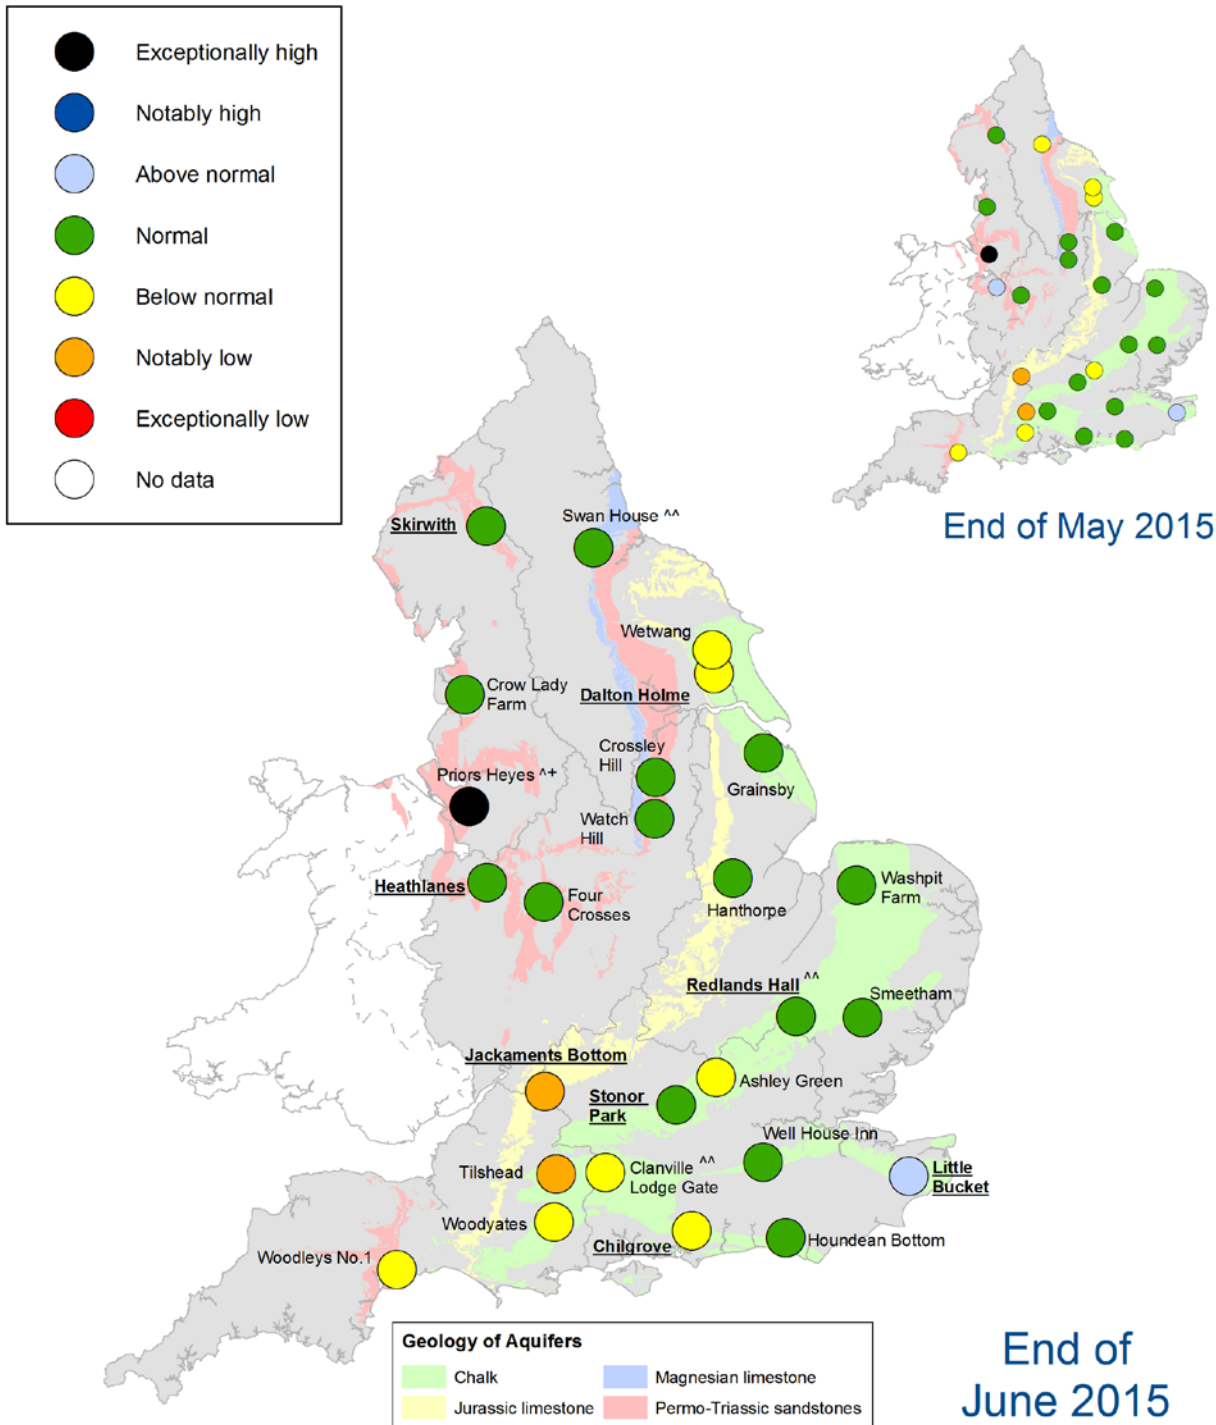 Exceptionally high
Notably high
Above normal
Normal
Below normal
Notably low
Exceptionally low
No data
End of May 2015
Skirwith
Swan House ^^
Wetwang
Dalton Holme
Crow Lady
Farm
Crossley
Hill
Grainsby
Priors Heyes ^+
Watch
Hill
Heathlanes
Four
Crosses
Hanthorpe
Washpit
Farm
Redlands Hall ^^
Smeetham
Jackaments Bottom
Ashley Green
Stonor
Park
Well House Inn
Tilshead
Clanville ^^
Lodge Gate
Little
Bucket
Woodyates
Chilgrove
Houndean Bottom
Woodleys No.1
Geology of Aquifers
Chalk
Magnesian limestone
Jurassic limestone
Permo-Triassic sandstones
End of
June 2015